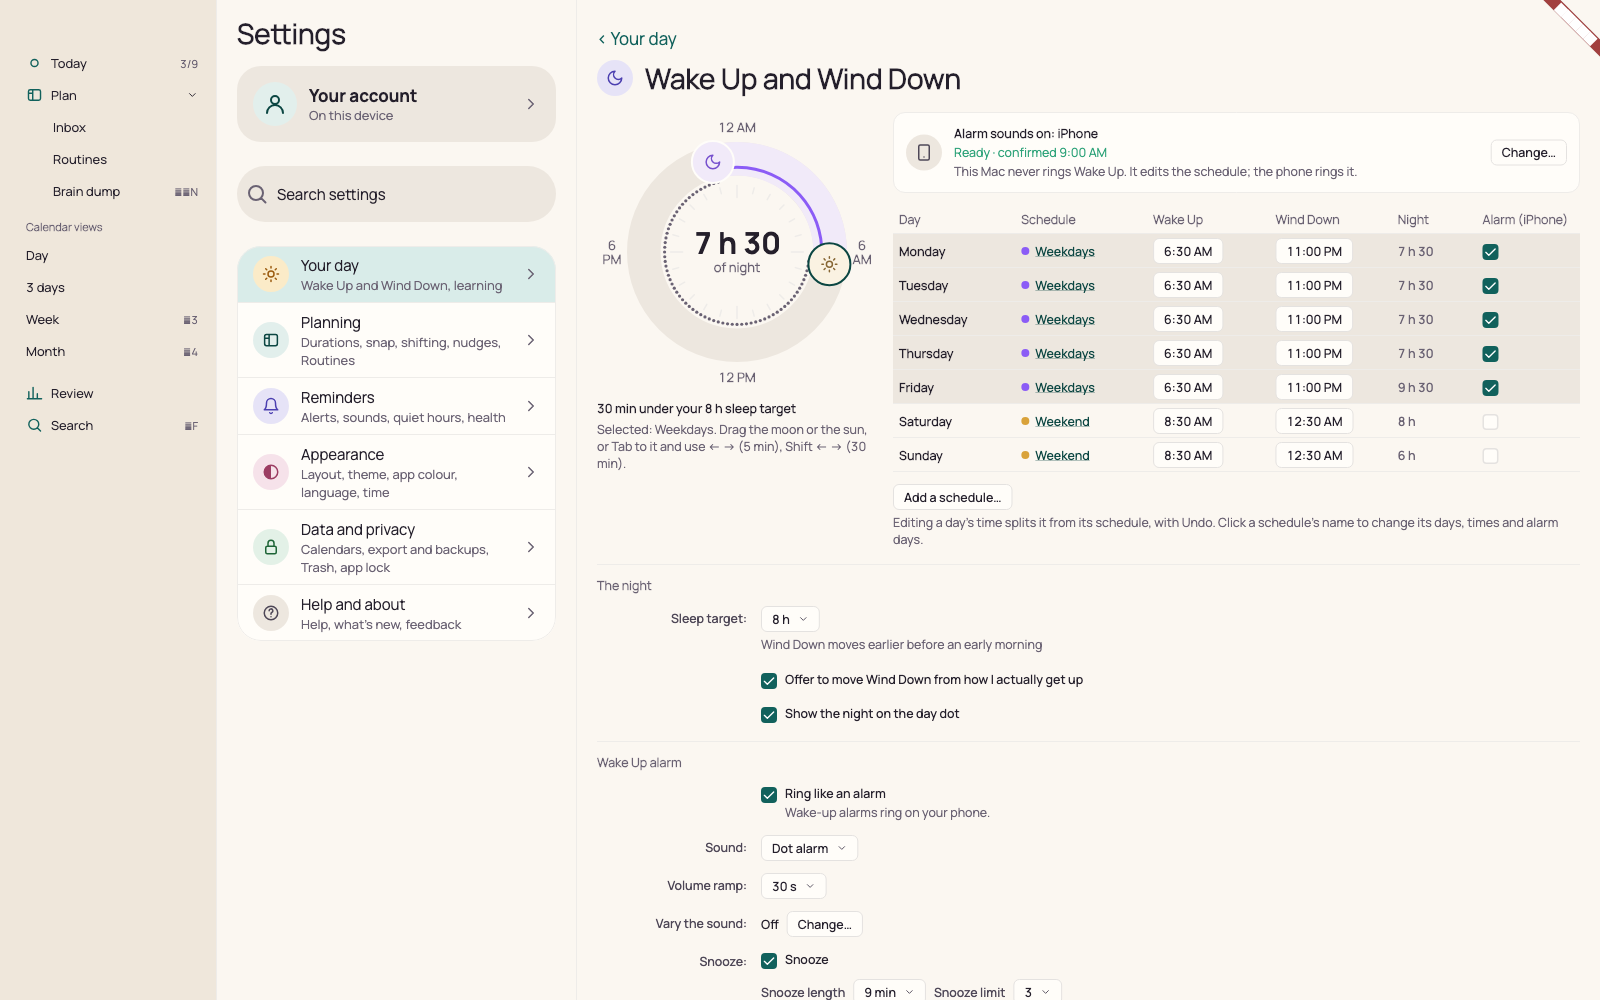 Today 3/9
Plan
Inbox
Routines
Brain dump N
Calendar views
Day
3 days
Week 3
Month 4
Review
Search F
Settings
Your account
On this device
Search settings
Your day
Wake Up and Wind Down, learning
Planning
Durations, snap, shifting, nudges,
Routines
Reminders
Alerts, sounds, quiet hours, health
Appearance
Layout, theme, app colour,
language, time
Data and privacy
Calendars, export and backups,
Trash, app lock
Help and about
Help, what's new, feedback
‹ Your day
Wake Up and Wind Down
12 AM
6 PM
7 h 30
of night
6 AM
12 PM
30 min under your 8 h sleep target
Selected: Weekdays. Drag the moon or the sun,
or Tab to it and use ← → (5 min), Shift ← → (30
min).
Alarm sounds on: iPhone
Ready · confirmed 9:00 AM
This Mac never rings Wake Up. It edits the schedule; the phone rings it.
Change...
Day Schedule Wake Up Wind Down Night Alarm (iPhone)
Monday Weekdays 6:30 AM 11:00 PM 7 h 30
Tuesday Weekdays 6:30 AM 11:00 PM 7 h 30
Wednesday Weekdays 6:30 AM 11:00 PM 7 h 30
Thursday Weekdays 6:30 AM 11:00 PM 7 h 30
Friday Weekdays 6:30 AM 11:00 PM 9 h 30
Saturday Weekend 8:30 AM 12:30 AM 8 h
Sunday Weekend 8:30 AM 12:30 AM 6 h
Add a schedule...
Editing a day's time splits it from its schedule, with Undo. Click a schedule's name to change its days, times and alarm
days.
The night
Sleep target: 8 h
Wind Down moves earlier before an early morning
Offer to move Wind Down from how I actually get up
Show the night on the day dot
Wake Up alarm
Ring like an alarm
Wake-up alarms ring on your phone.
Sound: Dot alarm
Volume ramp: 30 s
Vary the sound: Off Change...
Snooze: Snooze
Snooze length 9 min Snooze limit 3